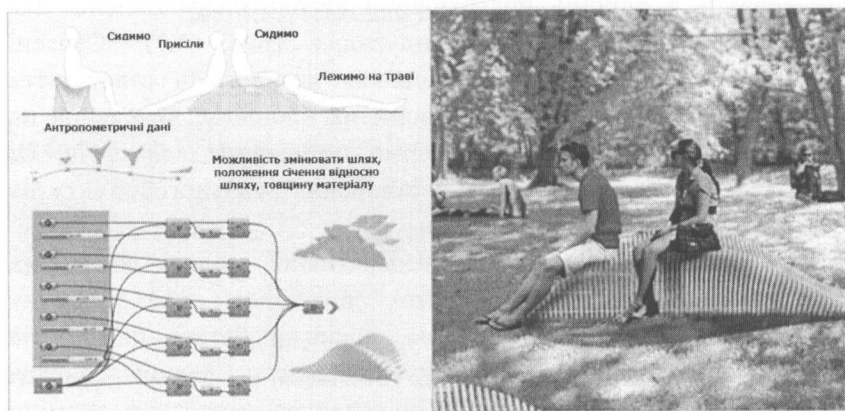 Сидимо
Присіли
Сидимо
Лежимо на траві
Антропометричні дані
Можливість змінювати шлях,
положення січення відносно
шляху, товщину матеріалу